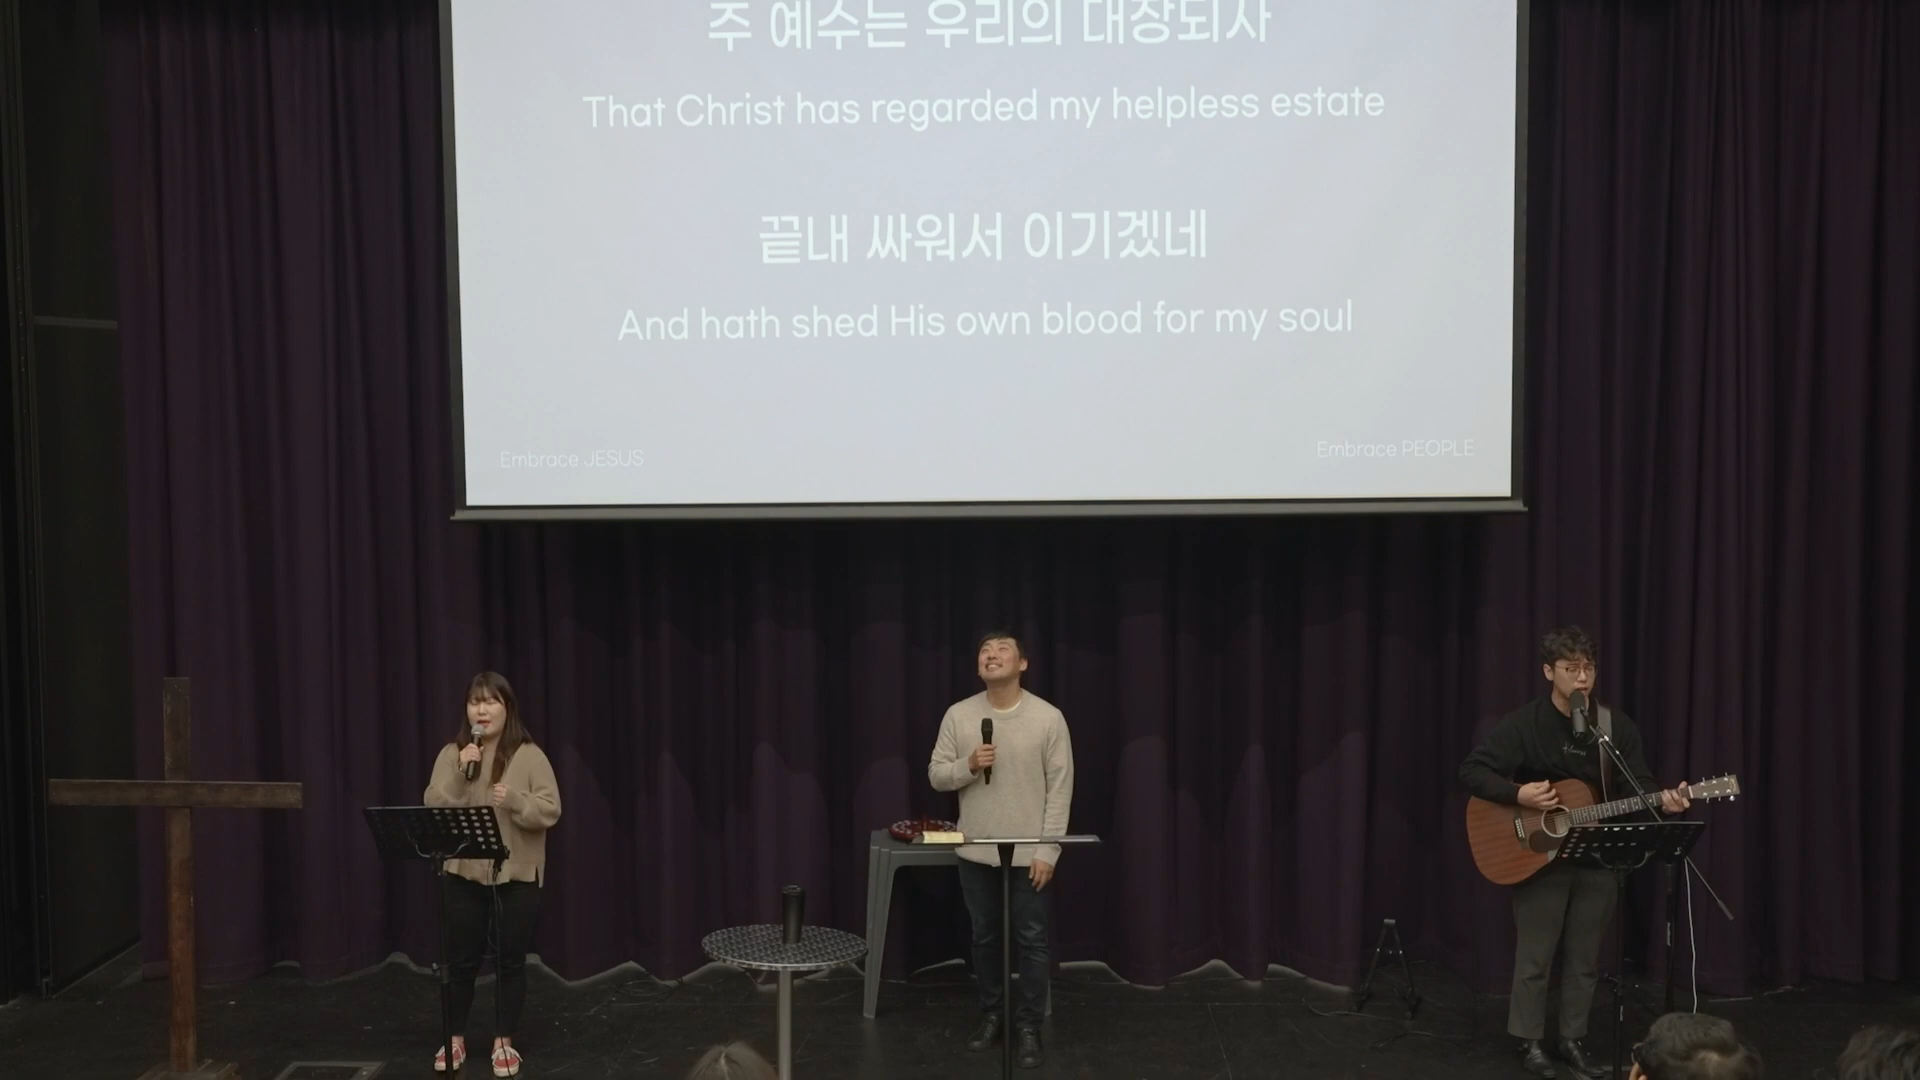 주 예수는 우리의 대장되사
That Christ has regarded my helpless estate
끝내 싸워서 이기겠네
And hath shed His own blood for my soul
Embrace JESUS
Embrace PEOPLE